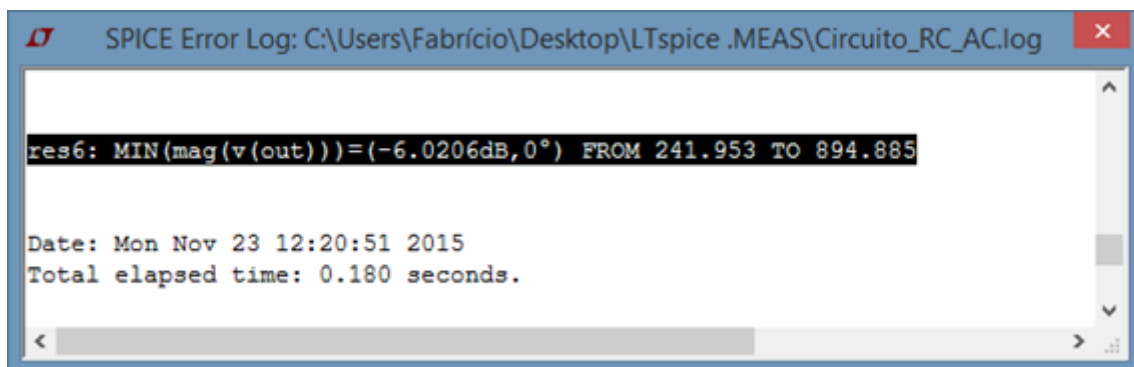 SPICE Error Log: C:\Users\Fabrício\Desktop\LTspice .MEAS\Circuito_RC_AC.log
res6: MIN(mag(v(out)))=(-6.0206dB,0°) FROM 241.953 TO 894.885
Date: Mon Nov 23 12:20:51 2015
Total elapsed time: 0.180 seconds.